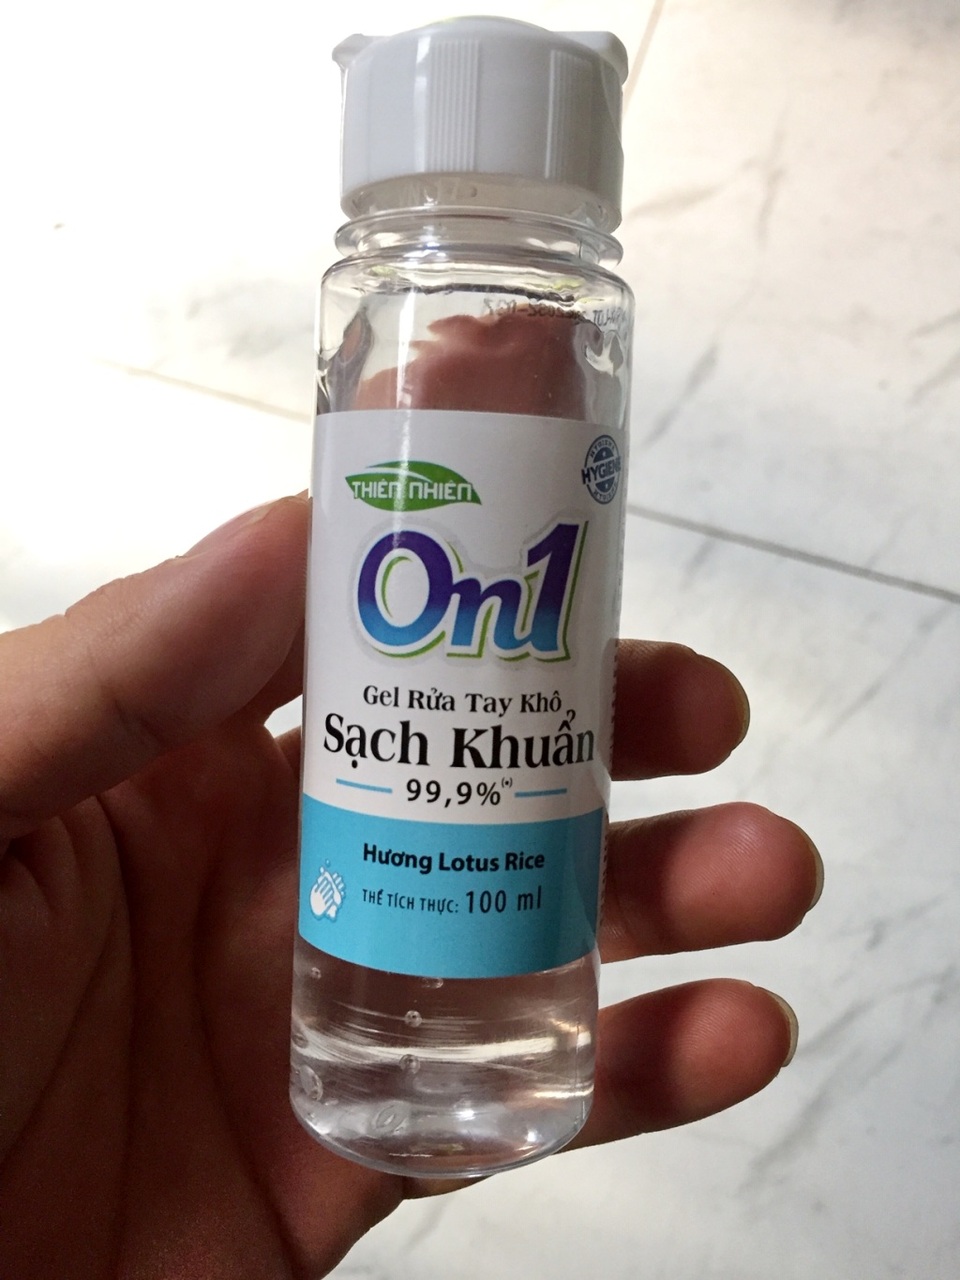 THIÊN NHIÊN
HYGIENE
On1
Gel Rửa Tay Khô
Sạch Khuẩn
99,9%(*)
Hương Lotus Rice
THỂ TÍCH THỰC: 100 ml